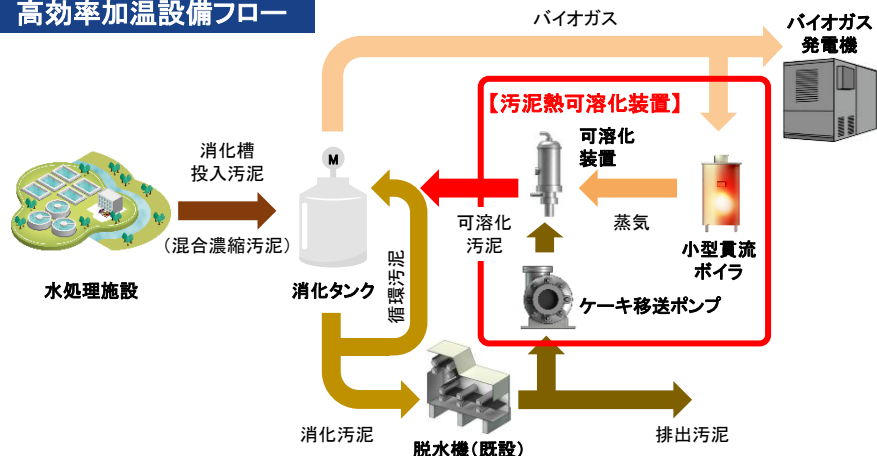 高効率加温設備フロー
バイオガス
バイオガス
発電機
【汚泥熱可溶化装置】
可溶化
装置
消化槽
投入汚泥
M
(混合濃縮汚泥)
可溶化
汚泥
蒸気
小型貫流
ボイラ
水処理施設
消化タンク
循環汚泥
ケーキ移送ポンプ
消化汚泥
脱水機(既設)
排出汚泥